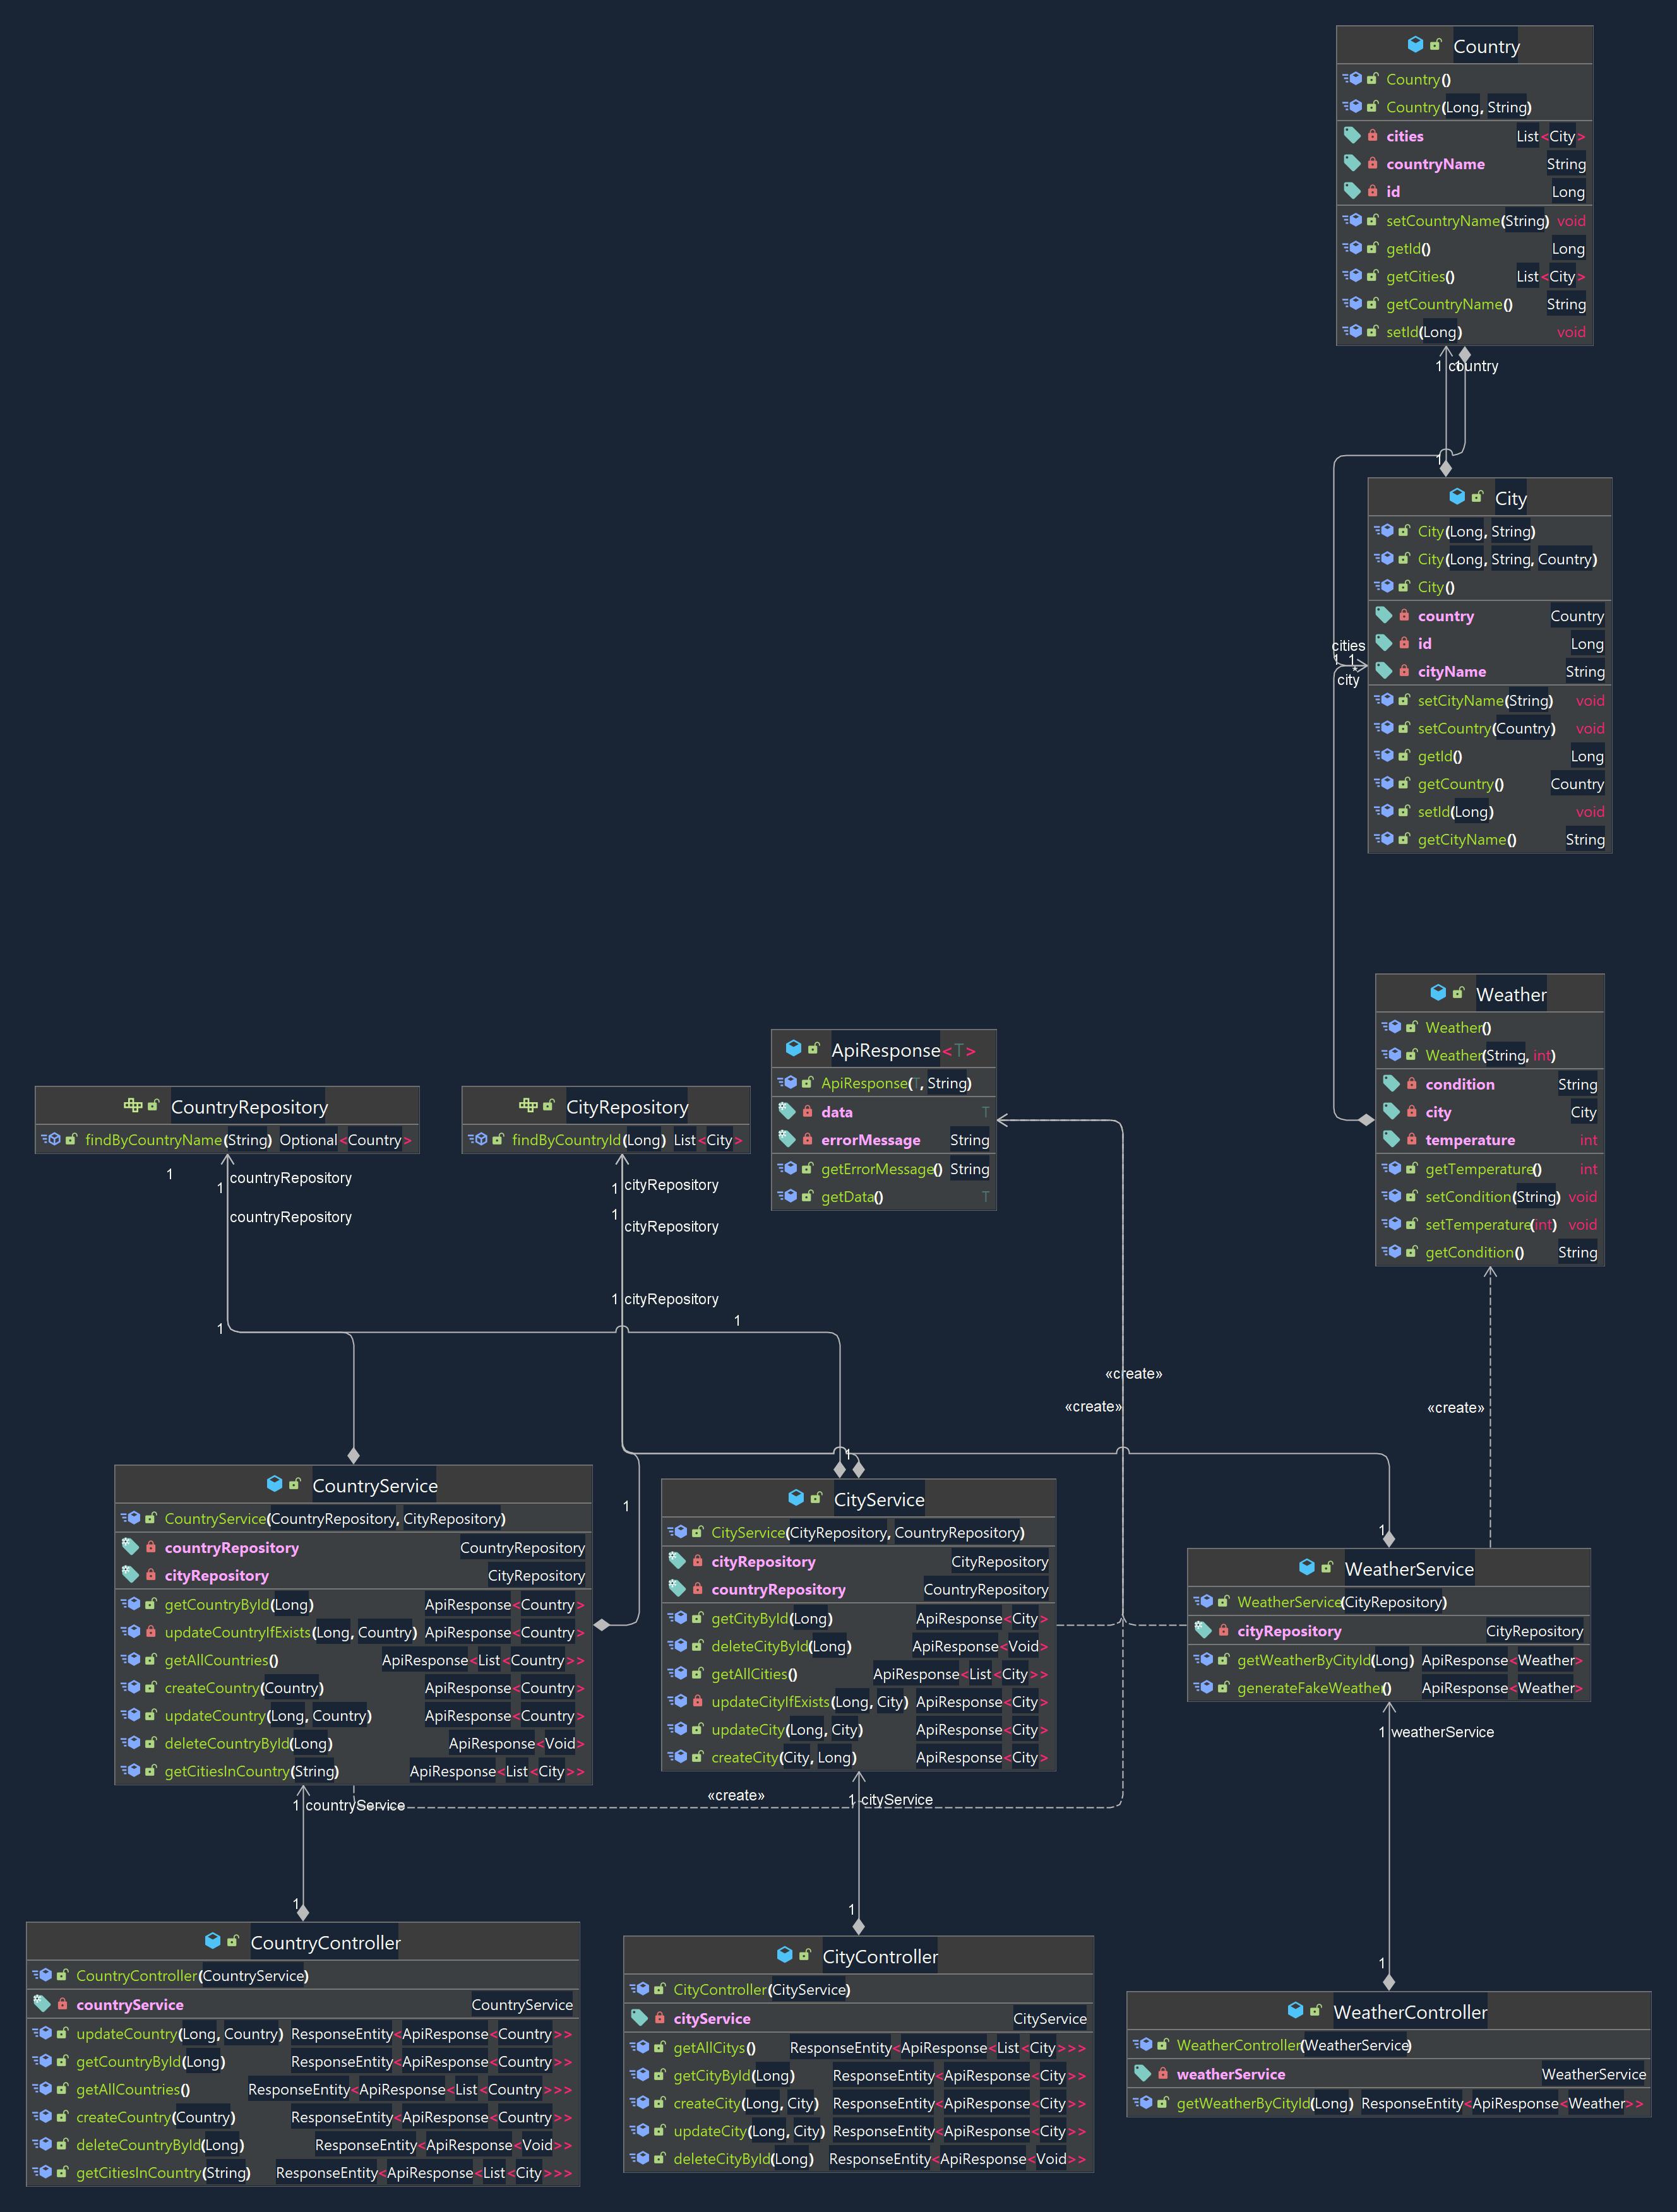 Country
Country()
Country(Long, String)
cities List<City>
countryName String
id Long
setCountryName(String) void
getId() Long
getCities() List<City>
getCountryName() String
setId(Long) void
1 country
1
1
City
City(Long, String)
City(Long, String, Country)
City()
country Country
id Long
cityName String
setCityName(String) void
setCountry(Country) void
getId() Long
getCountry() Country
setId(Long) void
getCityName() String
cities
1 1
*
city
Weather
Weather()
Weather(String, int)
condition String
city City
temperature int
getTemperature() int
setCondition(String) void
setTemperature(int) void
getCondition() String
ApiResponse<T>
ApiResponse(T, String)
data T
errorMessage String
getErrorMessage() String
getData() T
CountryRepository
findByCountryName(String) Optional<Country>
CityRepository
findByCountryId(Long) List<City>
1
1 countryRepository
countryRepository
1 cityRepository
1 cityRepository
1 cityRepository
1
1
«create»
«create»
«create»
1
1
1
CountryService
CountryService(CountryRepository, CityRepository)
countryRepository CountryRepository
cityRepository CityRepository
getCountryById(Long) ApiResponse<Country>
updateCountryIfExists(Long, Country) ApiResponse<Country>
getAllCountries() ApiResponse<List<Country>>
createCountry(Country) ApiResponse<Country>
updateCountry(Long, Country) ApiResponse<Country>
deleteCountryById(Long) ApiResponse<Void>
getCitiesInCountry(String) ApiResponse<List<City>>
CityService
CityService(CityRepository, CountryRepository)
cityRepository CityRepository
countryRepository CountryRepository
getCityById(Long) ApiResponse<City>
deleteCityById(Long) ApiResponse<Void>
getAllCities() ApiResponse<List<City>>
updateCityIfExists(Long, City) ApiResponse<City>
updateCity(Long, City) ApiResponse<City>
createCity(City, Long) ApiResponse<City>
WeatherService
WeatherService(CityRepository)
cityRepository CityRepository
getWeatherByCityId(Long) ApiResponse<Weather>
generateFakeWeather() ApiResponse<Weather>
1 weatherService
«create»
1 countryService
1 cityService
1
1
1
CountryController
CountryController(CountryService)
countryService CountryService
updateCountry(Long, Country) ResponseEntity<ApiResponse<Country>>
getCountryById(Long) ResponseEntity<ApiResponse<Country>>
getAllCountries() ResponseEntity<ApiResponse<List<Country>>>
createCountry(Country) ResponseEntity<ApiResponse<Country>>
deleteCountryById(Long) ResponseEntity<ApiResponse<Void>>
getCitiesInCountry(String) ResponseEntity<ApiResponse<List<City>>>
CityController
CityController(CityService)
cityService CityService
getAllCitys() ResponseEntity<ApiResponse<List<City>>>
getCityById(Long) ResponseEntity<ApiResponse<City>>
createCity(Long, City) ResponseEntity<ApiResponse<City>>
updateCity(Long, City) ResponseEntity<ApiResponse<City>>
deleteCityById(Long) ResponseEntity<ApiResponse<Void>>
WeatherController
WeatherController(WeatherService)
weatherService WeatherService
getWeatherByCityId(Long) ResponseEntity<ApiResponse<Weather>>